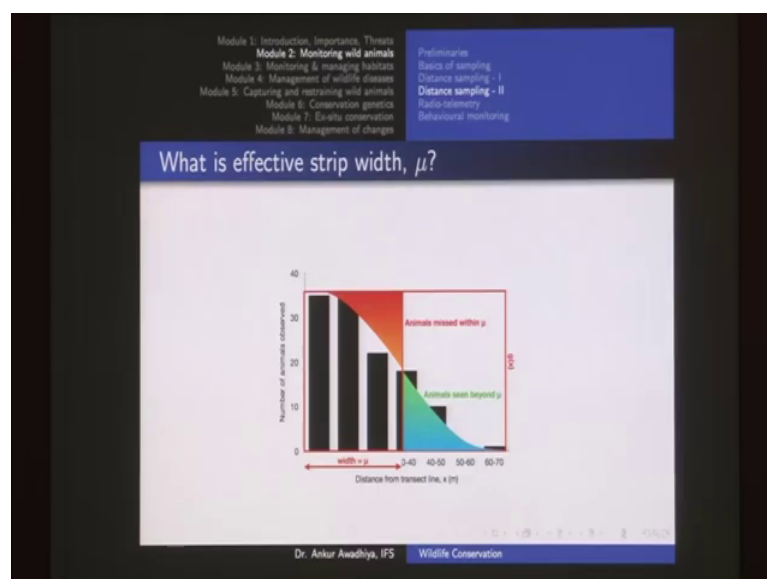 Module 1: Introduction, Importance, Threats
Module 2: Monitoring wild animals
Module 3: Monitoring & managing habitats
Module 4: Management of wildlife diseases
Module 5: Capturing and restraining wild animals
Module 6: Conservation genetics
Module 7: Ex-situ conservation
Module 8: Management of changes
Preliminaries
Basics of sampling
Distance sampling - I
Distance sampling - II
Radio-telemetry
Behavioural monitoring
What is effective strip width, μ?
Number of animals observed
40
30
20
10
0
Animals missed within μ
Animals seen beyond μ
g(x)
width = μ
0-40 40-50 50-60 60-70
Distance from transect line, x (m)
Dr. Ankur Awadhiya, IFS
Wildlife Conservation